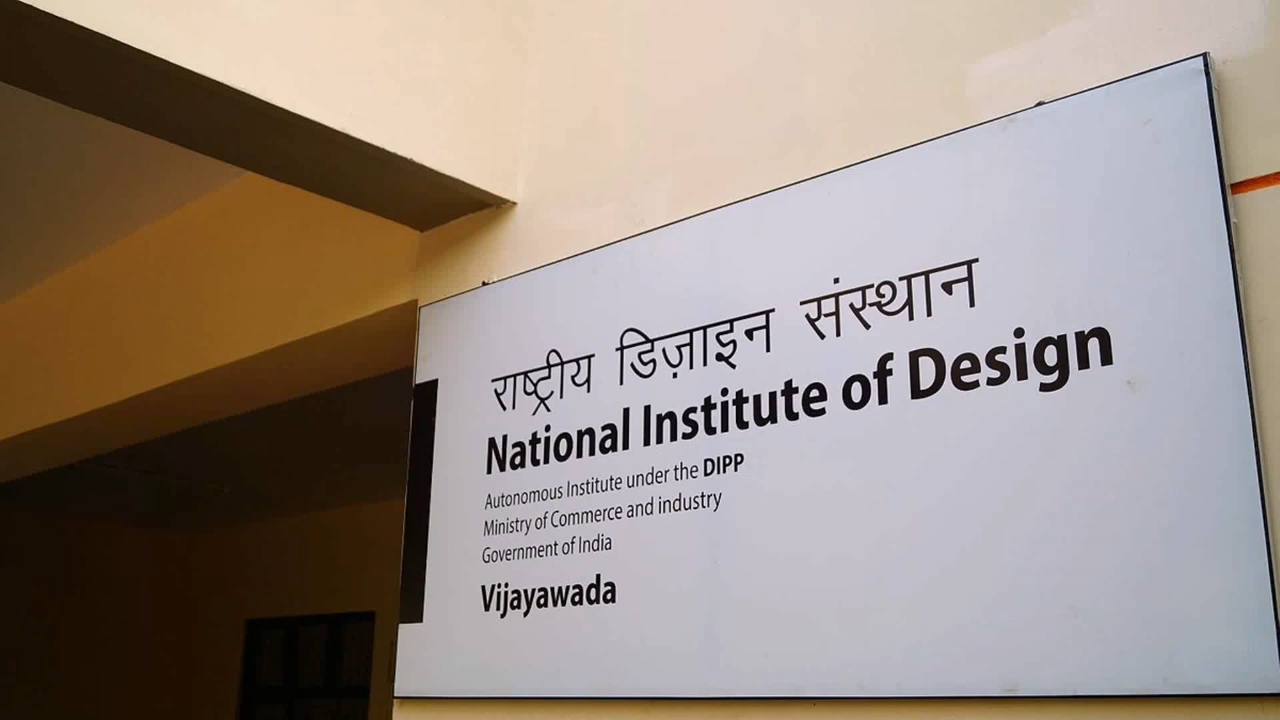 राष्ट्रीय डिज़ाइन संस्थान
National Institute of Design
Autonomous Institute under the DIPP
Ministry of Commerce and industry
Government of India
Vijayawada